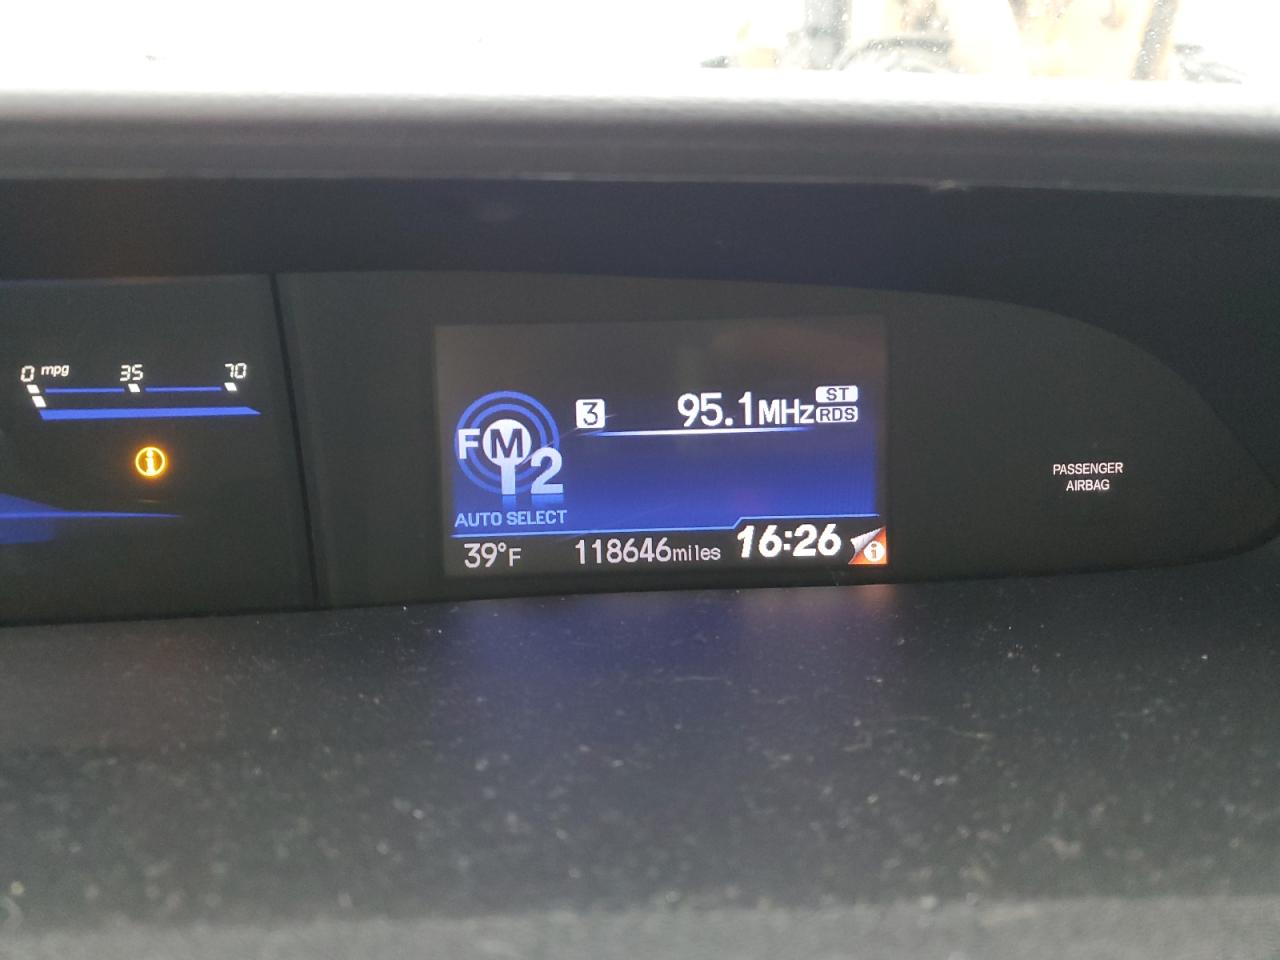 0 mpg 35 70
i
3 95.1MHz ST
RDS
FM
2
AUTO SELECT
39°F 118646miles 16:26 i
PASSENGER
AIRBAG